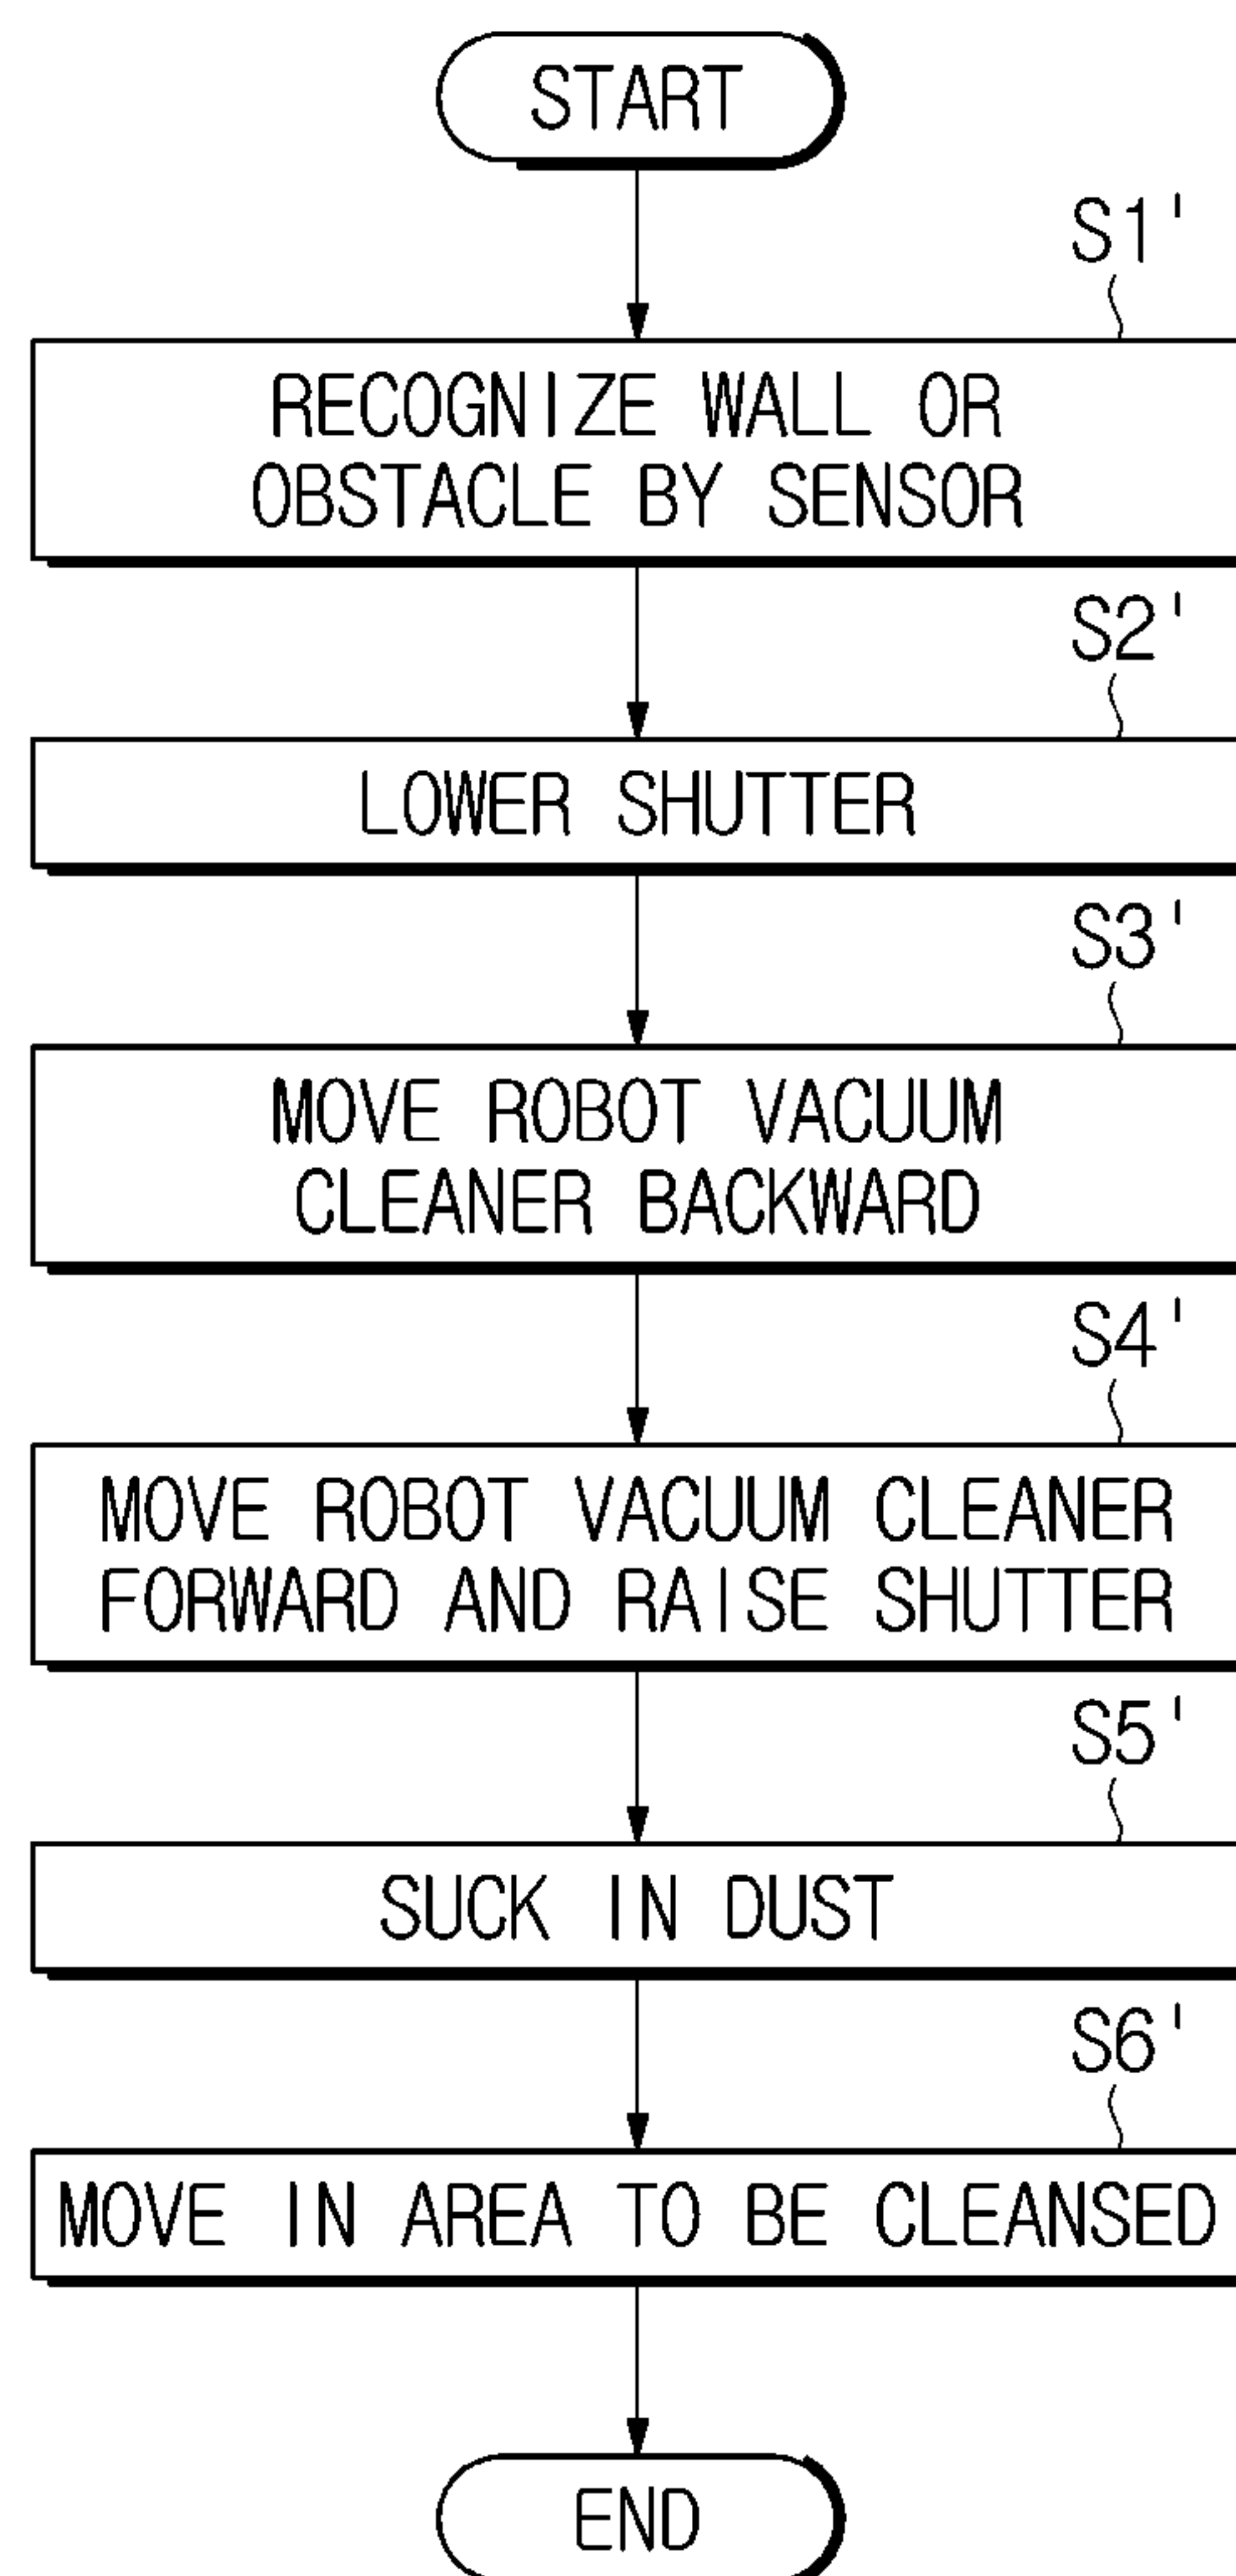 START
S1'
RECOGNIZE WALL OR
OBSTACLE BY SENSOR
S2'
LOWER SHUTTER
S3'
MOVE ROBOT VACUUM
CLEANER BACKWARD
S4'
MOVE ROBOT VACUUM CLEANER
FORWARD AND RAISE SHUTTER
S5'
SUCK IN DUST
S6'
MOVE IN AREA TO BE CLEANSED
END